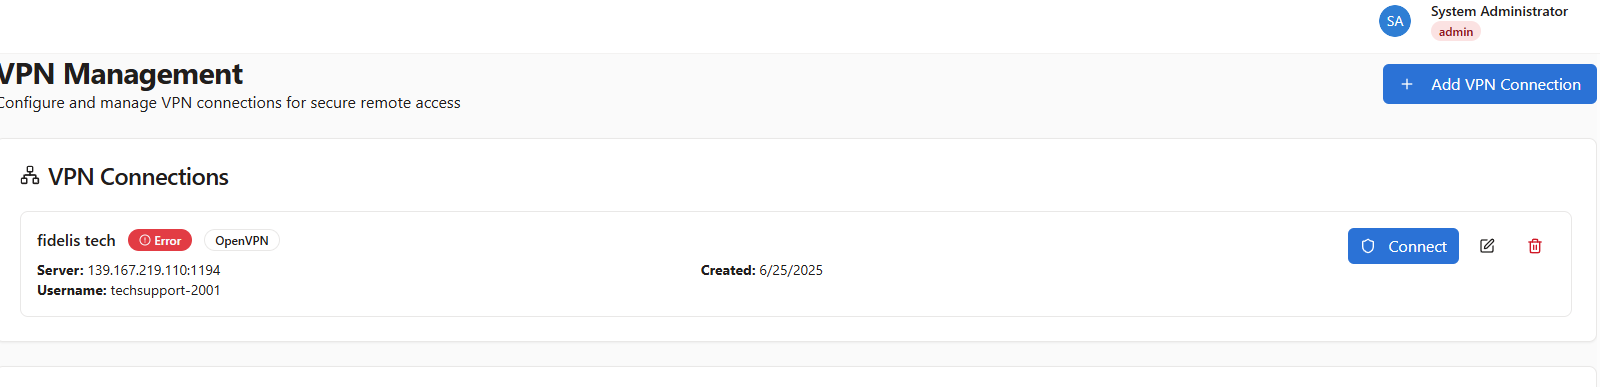 SA
System Administrator
admin
VPN Management
Configure and manage VPN connections for secure remote access
Add VPN Connection
VPN Connections
fidelis tech
Error
OpenVPN
Server: 139.167.219.110:1194
Created: 6/25/2025
Username: techsupport-2001
Connect